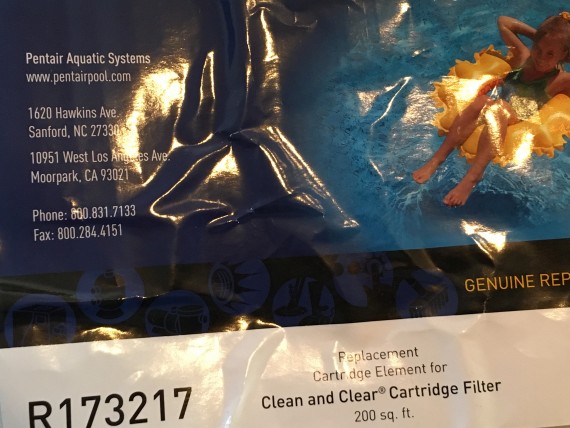 Pentair Aquatic Systems
www.pentairpool.com
1620 Hawkins Ave.
Sanford, NC 27330
10951 West Los Angeles Ave.
Moorpark, CA 93021
Phone: 800.831.7133
Fax: 800.284.4151
GENUINE REP
Replacement
Cartridge Element for
Clean and Clear® Cartridge Filter
200 sq. ft.
R173217